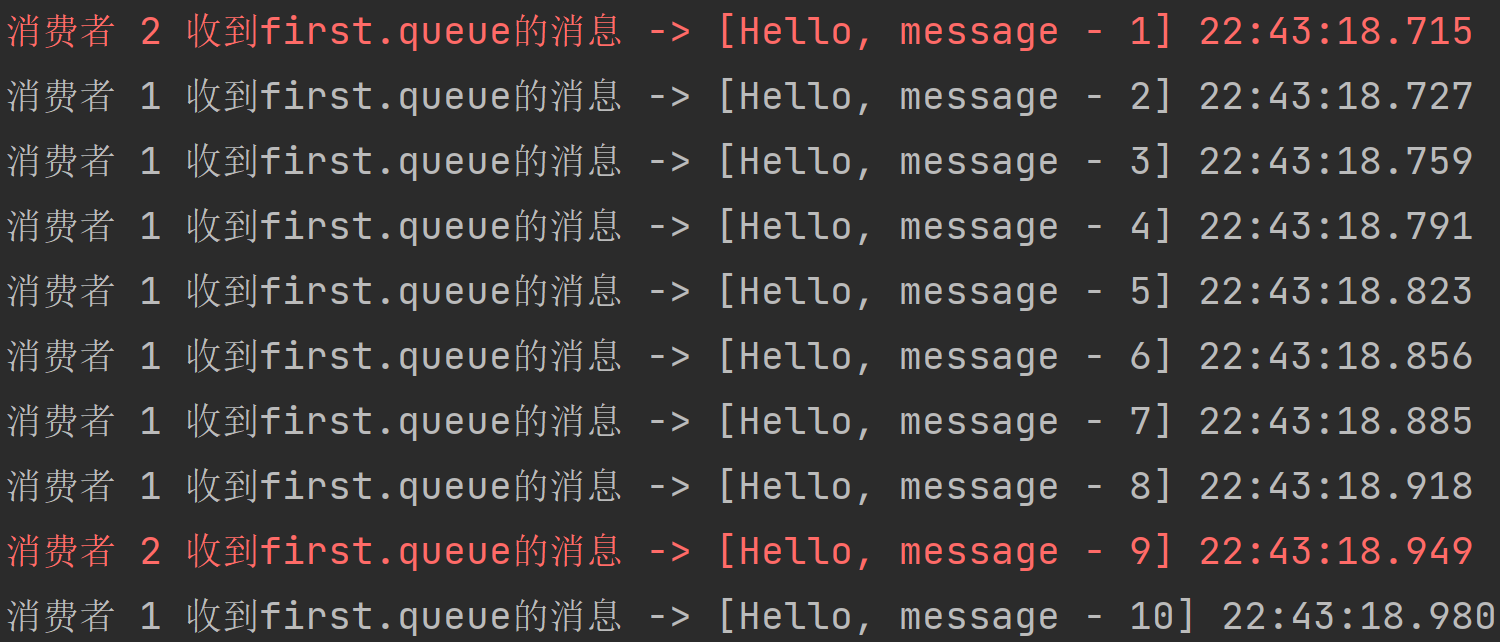 消费者 2 收到first.queue的消息 -> [Hello, message - 1] 22:43:18.715
消费者 1 收到first.queue的消息 -> [Hello, message - 2] 22:43:18.727
消费者 1 收到first.queue的消息 -> [Hello, message - 3] 22:43:18.759
消费者 1 收到first.queue的消息 -> [Hello, message - 4] 22:43:18.791
消费者 1 收到first.queue的消息 -> [Hello, message - 5] 22:43:18.823
消费者 1 收到first.queue的消息 -> [Hello, message - 6] 22:43:18.856
消费者 1 收到first.queue的消息 -> [Hello, message - 7] 22:43:18.885
消费者 1 收到first.queue的消息 -> [Hello, message - 8] 22:43:18.918
消费者 2 收到first.queue的消息 -> [Hello, message - 9] 22:43:18.949
消费者 1 收到first.queue的消息 -> [Hello, message - 10] 22:43:18.980